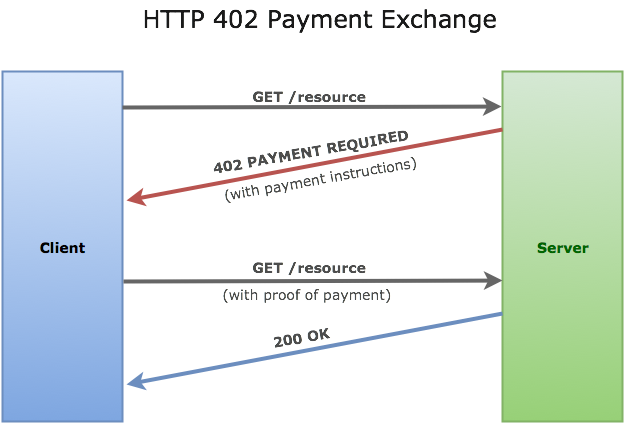 HTTP 402 Payment Exchange
GET /resource
402 PAYMENT REQUIRED
(with payment instructions)
Client
Server
GET /resource
(with proof of payment)
200 OK